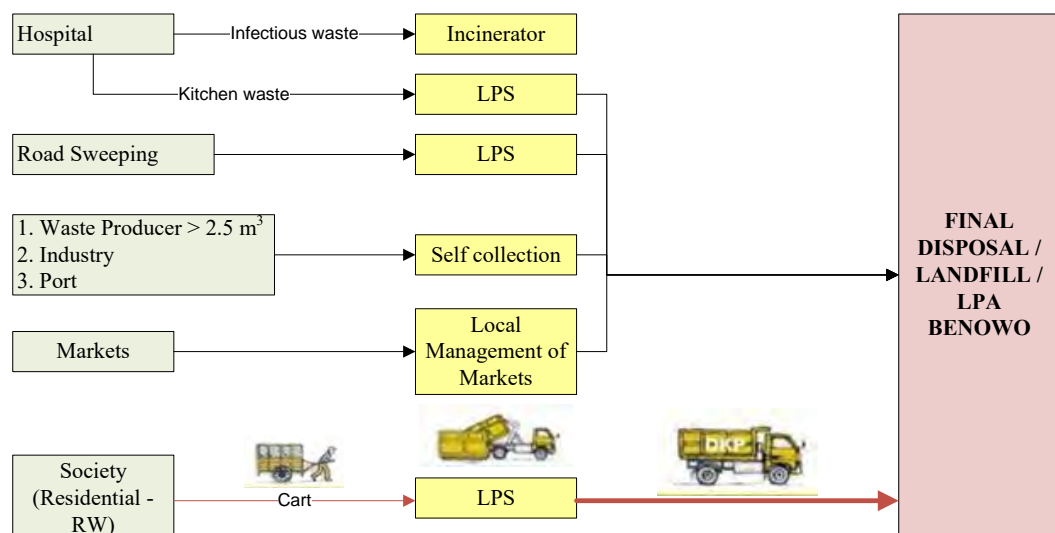 Hospital
Infectious waste
Incinerator
Kitchen waste
LPS
Road Sweeping
LPS
1. Waste Producer > 2.5 m³
2. Industry
3. Port
Self collection
Markets
Local
Management of
Markets
Society
(Residential -
RW)
Cart
LPS
DKP
FINAL
DISPOSAL /
LANDFILL /
LPA
BENOWO